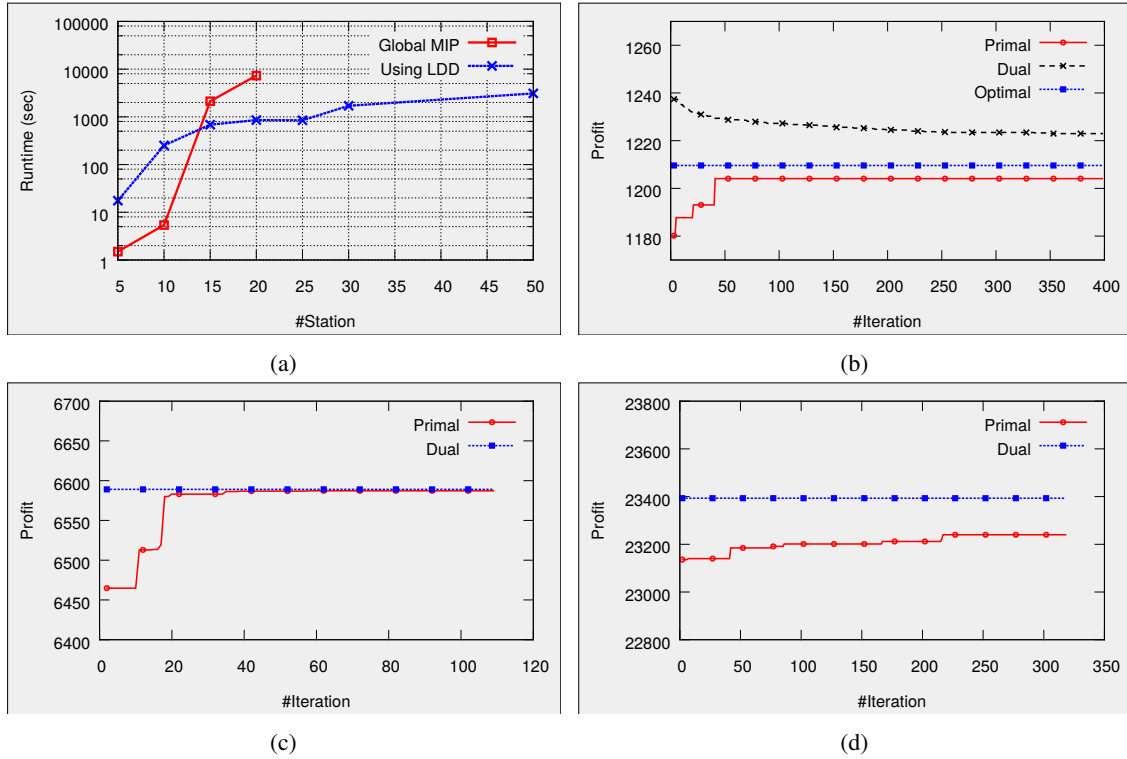 100000
10000
1000
100
10
1
Runtime (sec)
Global MIP
Using LDD
5 10 15 20 25 30 35 40 45 50
#Station
(a)
1260
1240
1220
1200
1180
Profit
Primal
Dual
Optimal
0 50 100 150 200 250 300 350 400
#Iteration
(b)
6700
6650
6600
6550
6500
6450
6400
Profit
Primal
Dual
0 20 40 60 80 100 120
#Iteration
(c)
23800
23600
23400
23200
23000
22800
Profit
Primal
Dual
0 50 100 150 200 250 300 350
#Iteration
(d)